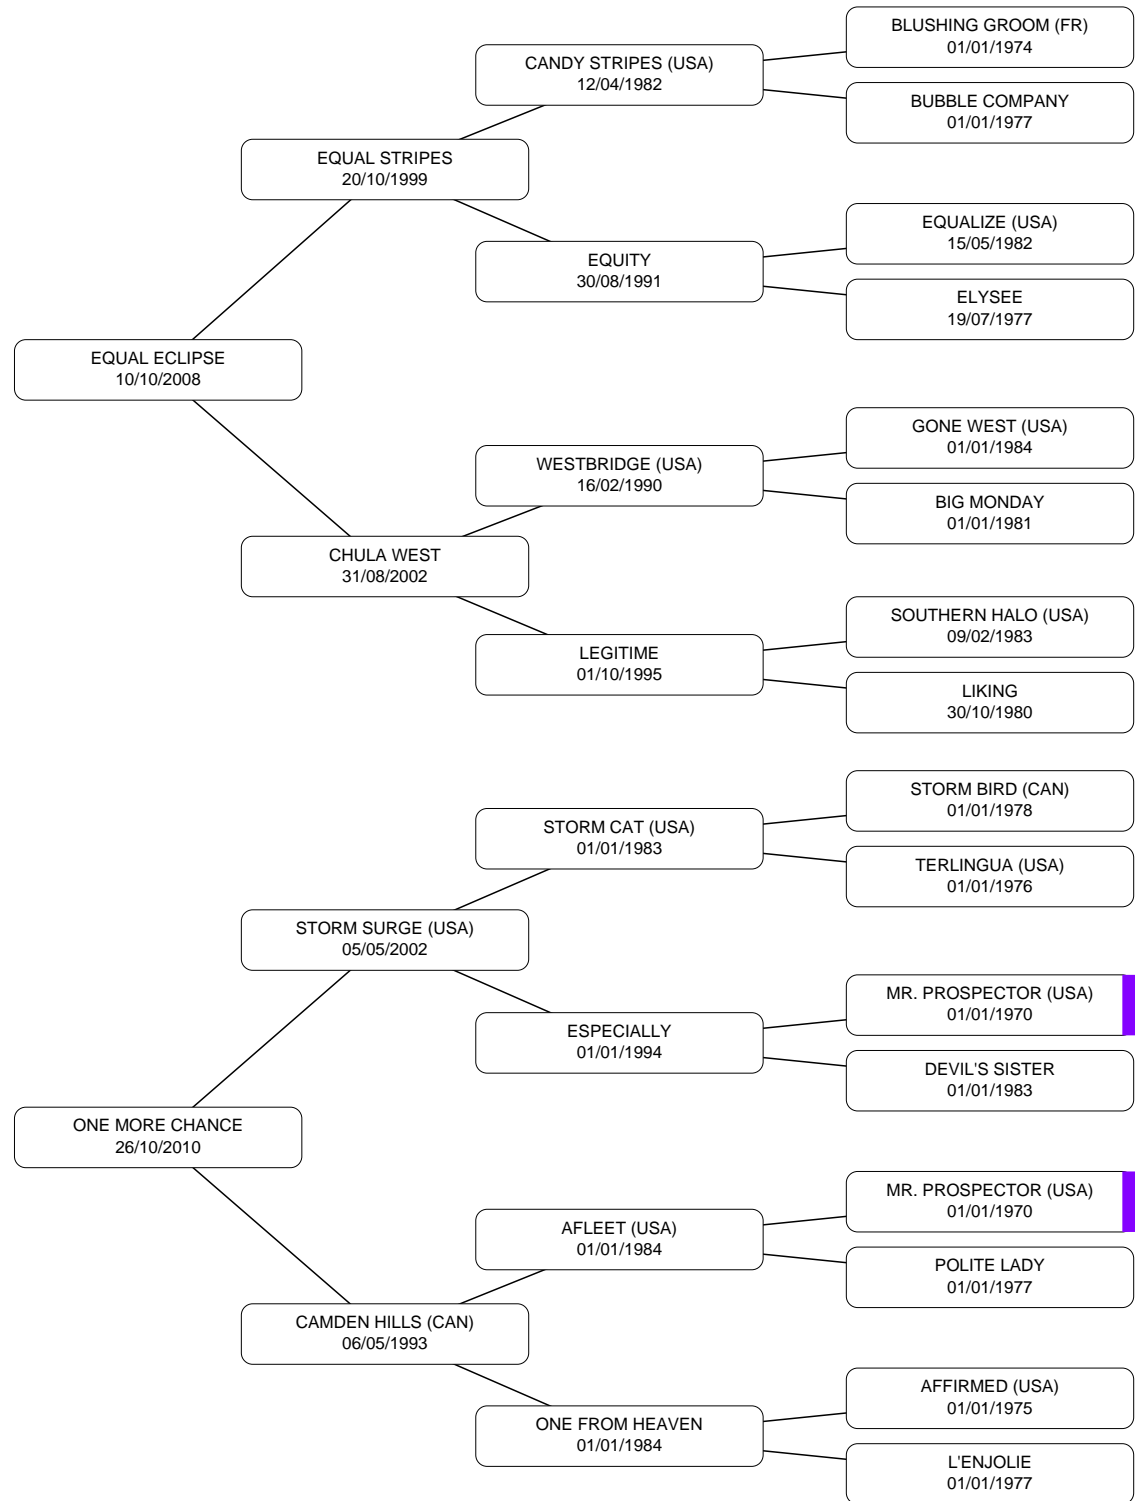 BLUSHING GROOM (FR)
01/01/1974
CANDY STRIPES (USA)
12/04/1982
BUBBLE COMPANY
01/01/1977
EQUAL STRIPES
20/10/1999
EQUALIZE (USA)
15/05/1982
EQUITY
30/08/1991
ELYSEE
19/07/1977
EQUAL ECLIPSE
10/10/2008
GONE WEST (USA)
01/01/1984
WESTBRIDGE (USA)
16/02/1990
BIG MONDAY
01/01/1981
CHULA WEST
31/08/2002
SOUTHERN HALO (USA)
09/02/1983
LEGITIME
01/10/1995
LIKING
30/10/1980
STORM BIRD (CAN)
01/01/1978
STORM CAT (USA)
01/01/1983
TERLINGUA (USA)
01/01/1976
STORM SURGE (USA)
05/05/2002
MR. PROSPECTOR (USA)
01/01/1970
ESPECIALLY
01/01/1994
DEVIL'S SISTER
01/01/1983
ONE MORE CHANCE
26/10/2010
MR. PROSPECTOR (USA)
01/01/1970
AFLEET (USA)
01/01/1984
POLITE LADY
01/01/1977
CAMDEN HILLS (CAN)
06/05/1993
AFFIRMED (USA)
01/01/1975
ONE FROM HEAVEN
01/01/1984
L'ENJOLIE
01/01/1977